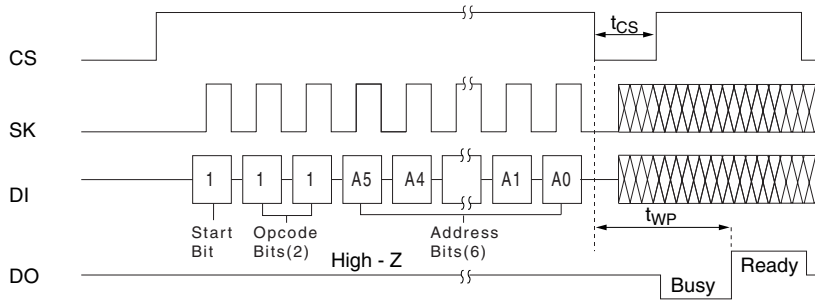 CS
tCS
SK
DI
1 1 1 A5 A4 A1 A0
Start
Bit
Opcode
Bits(2)
Address
Bits(6)
tWP
DO
High - Z
Busy
Ready